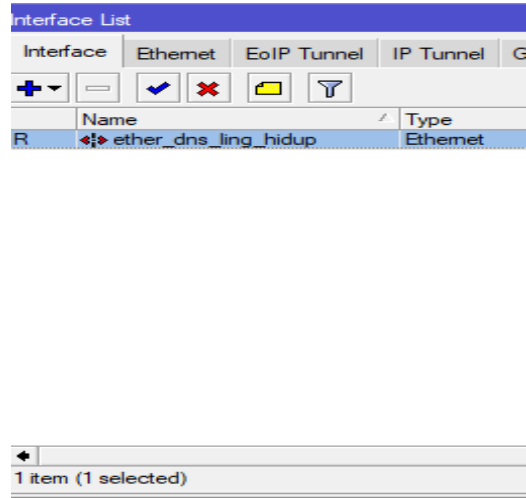 Interface List
Interface Ethernet EoIP Tunnel IP Tunnel G
Name Type
R ether_dns_ling_hidup Ethernet
1 item (1 selected)